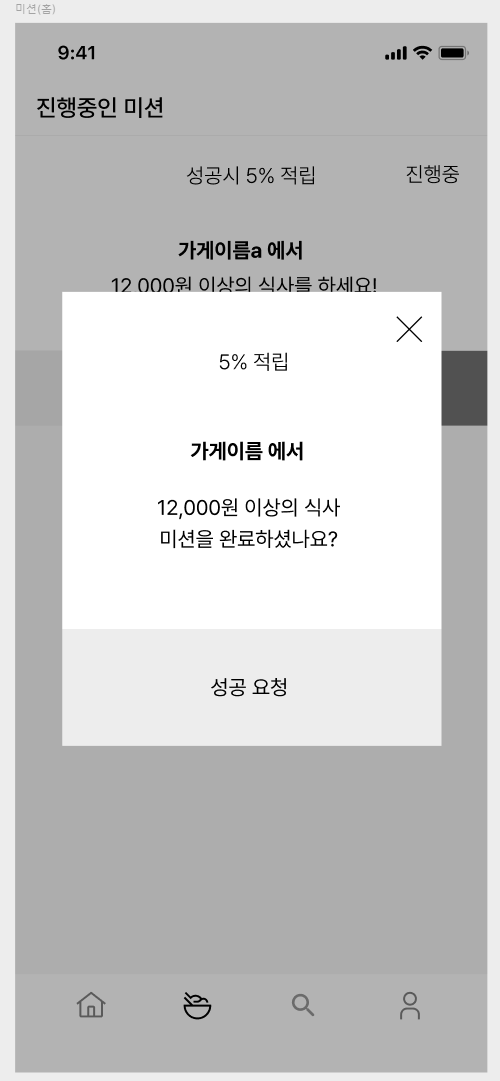 미션(홈)
9:41
진행중인 미션
성공시 5% 적립
진행중
가게이름a 에서
12,000원 이상의 식사를 하세요!
5% 적립
가게이름 에서
12,000원 이상의 식사
미션을 완료하셨나요?
성공 요청